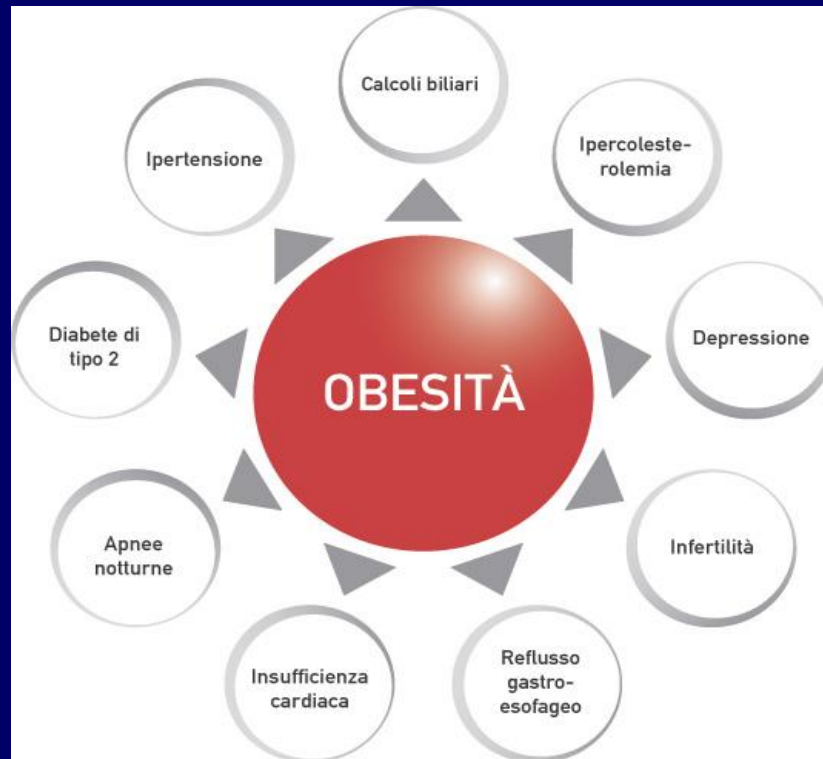 Calcoli biliari
Ipertensione
Ipercoleste-
rolemia
Diabete di
tipo 2
Depressione
OBESITÀ
Apnee
notturne
Infertilità
Insufficienza
cardiaca
Reflusso
gastro-
esofageo